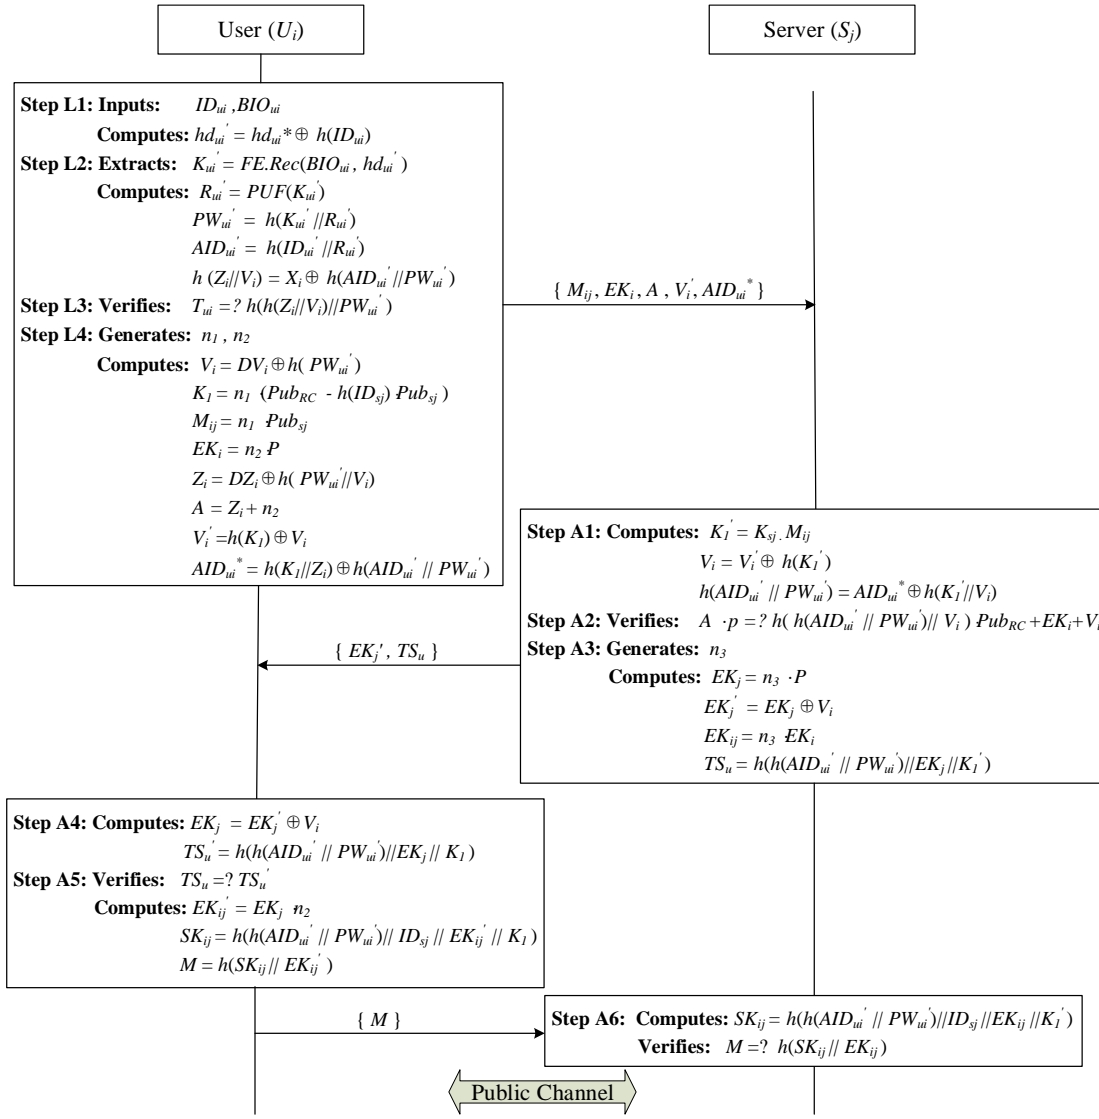 User (U_i)
Server (S_j)
Step L1: Inputs: ID_ui ,BIO_ui
Computes: hd_ui' = hd_ui* ⊕ h(ID_ui)
Step L2: Extracts: K_ui' = FE.Rec(BIO_ui , hd_ui' )
Computes: R_ui' = PUF(K_ui')
PW_ui' = h(K_ui' //R_ui')
AID_ui' = h(ID_ui' //R_ui')
h (Z_i//V_i) = X_i ⊕ h(AID_ui' //PW_ui')
Step L3: Verifies: T_ui =? h(h(Z_i//V_i)//PW_ui')
Step L4: Generates: n_1 , n_2
Computes: V_i = DV_i ⊕ h( PW_ui')
K_1 = n_1 (Pub_RC - h(ID_sj) Pub_sj )
M_ij = n_1 Pub_sj
EK_i = n_2 P
Z_i = DZ_i ⊕ h( PW_ui'//V_i)
A = Z_i + n_2
V_i' =h(K_1) ⊕ V_i
AID_ui* = h(K_1//Z_i) ⊕ h(AID_ui' // PW_ui')
{ M_ij , EK_i , A , V_i', AID_ui* }
Step A1: Computes: K_1' = K_sj . M_ij
V_i = V_i' ⊕ h(K_1')
h(AID_ui' // PW_ui') = AID_ui* ⊕ h(K_1'//V_i)
Step A2: Verifies: A ·p =? h( h(AID_ui' // PW_ui')// V_i ) Pub_RC +EK_i+V_i
Step A3: Generates: n_3
Computes: EK_j = n_3 ·P
EK_j' = EK_j ⊕ V_i
EK_ij = n_3 EK_i
TS_u = h(h(AID_ui' // PW_ui')//EK_j//K_1')
{ EK_j', TS_u }
Step A4: Computes: EK_j = EK_j' ⊕ V_i
TS_u' = h(h(AID_ui' // PW_ui')//EK_j// K_1)
Step A5: Verifies: TS_u =? TS_u'
Computes: EK_ij' = EK_j n_2
SK_ij = h(h(AID_ui' // PW_ui')// ID_sj // EK_ij' // K_1)
M = h(SK_ij// EK_ij' )
{ M }
Step A6: Computes: SK_ij = h(h(AID_ui' // PW_ui')//ID_sj//EK_ij//K_1')
Verifies: M =? h(SK_ij// EK_ij)
Public Channel